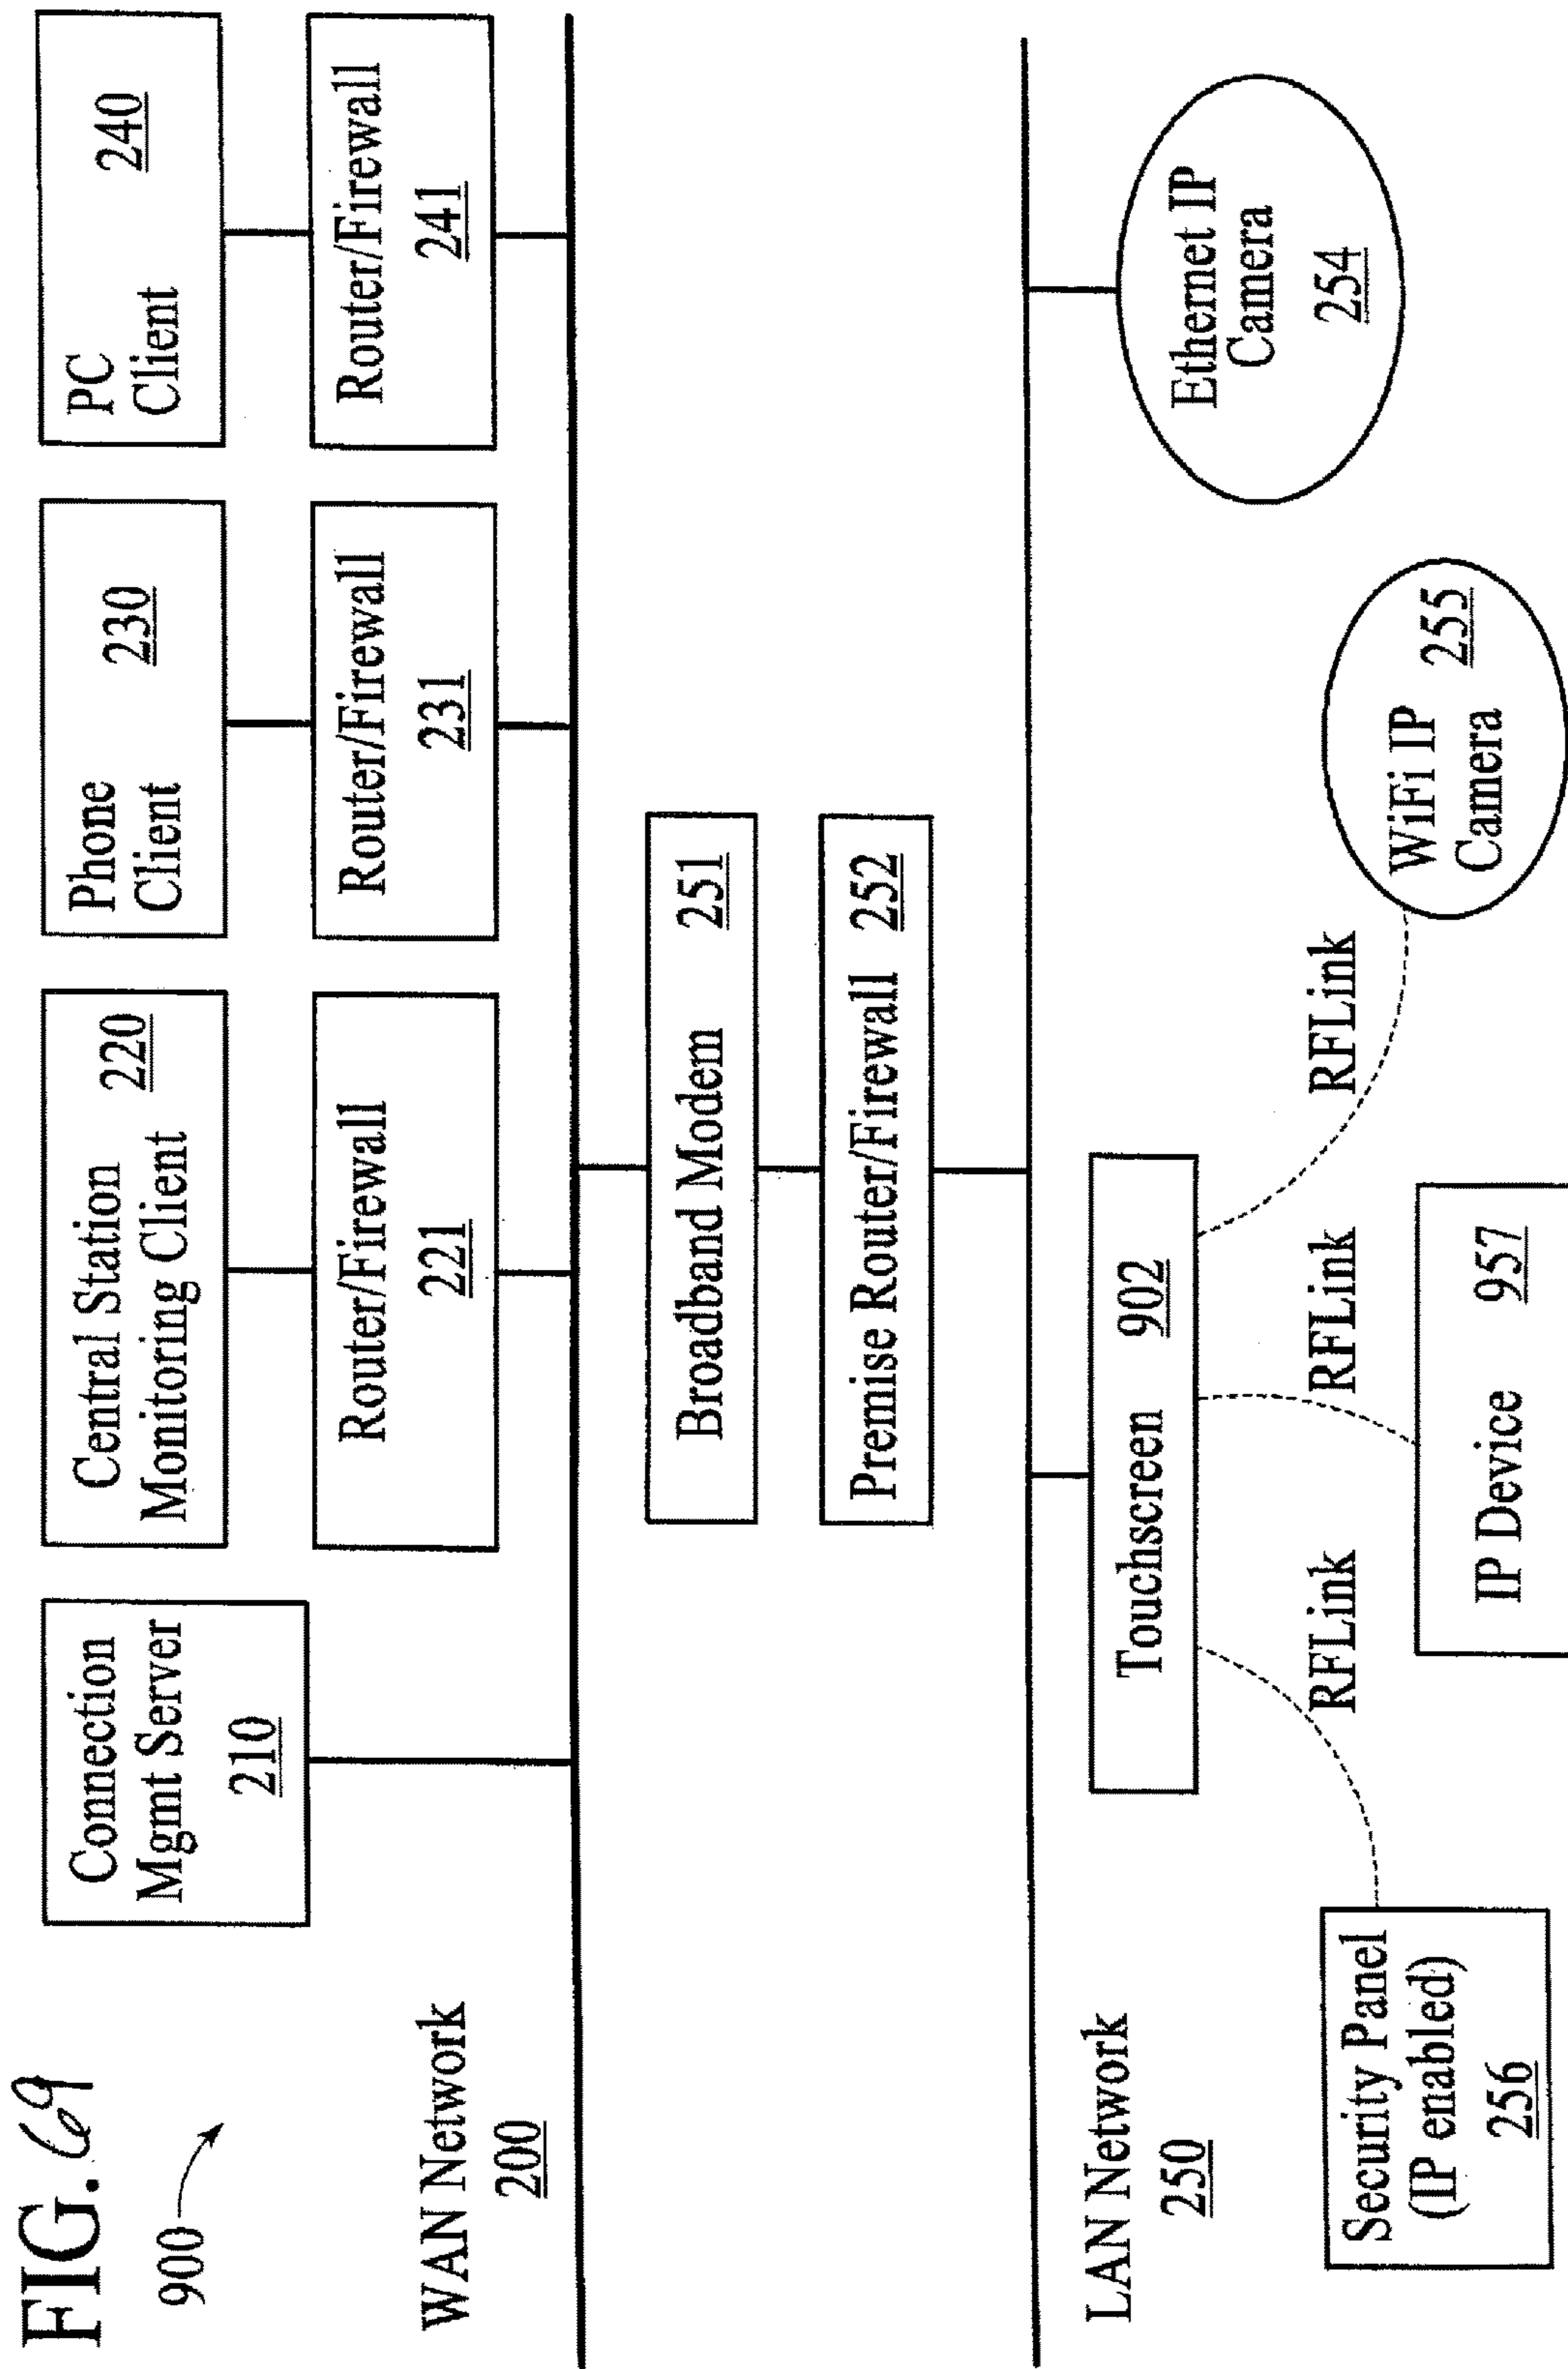 FIG. 69
900
Connection
Mgmt Server
210
Central Station
Monitoring Client 220
Phone
Client 230
PC
Client 240
Router/Firewall
221
Router/Firewall
231
Router/Firewall
241
WAN Network
200
Broadband Modem 251
Premise Router/Firewall 252
LAN Network
250
Touchscreen 902
RFLink
RFLink
RFLink
Security Panel
(IP enabled)
256
IP Device 957
WiFi IP
Camera 255
Ethernet IP
Camera
254